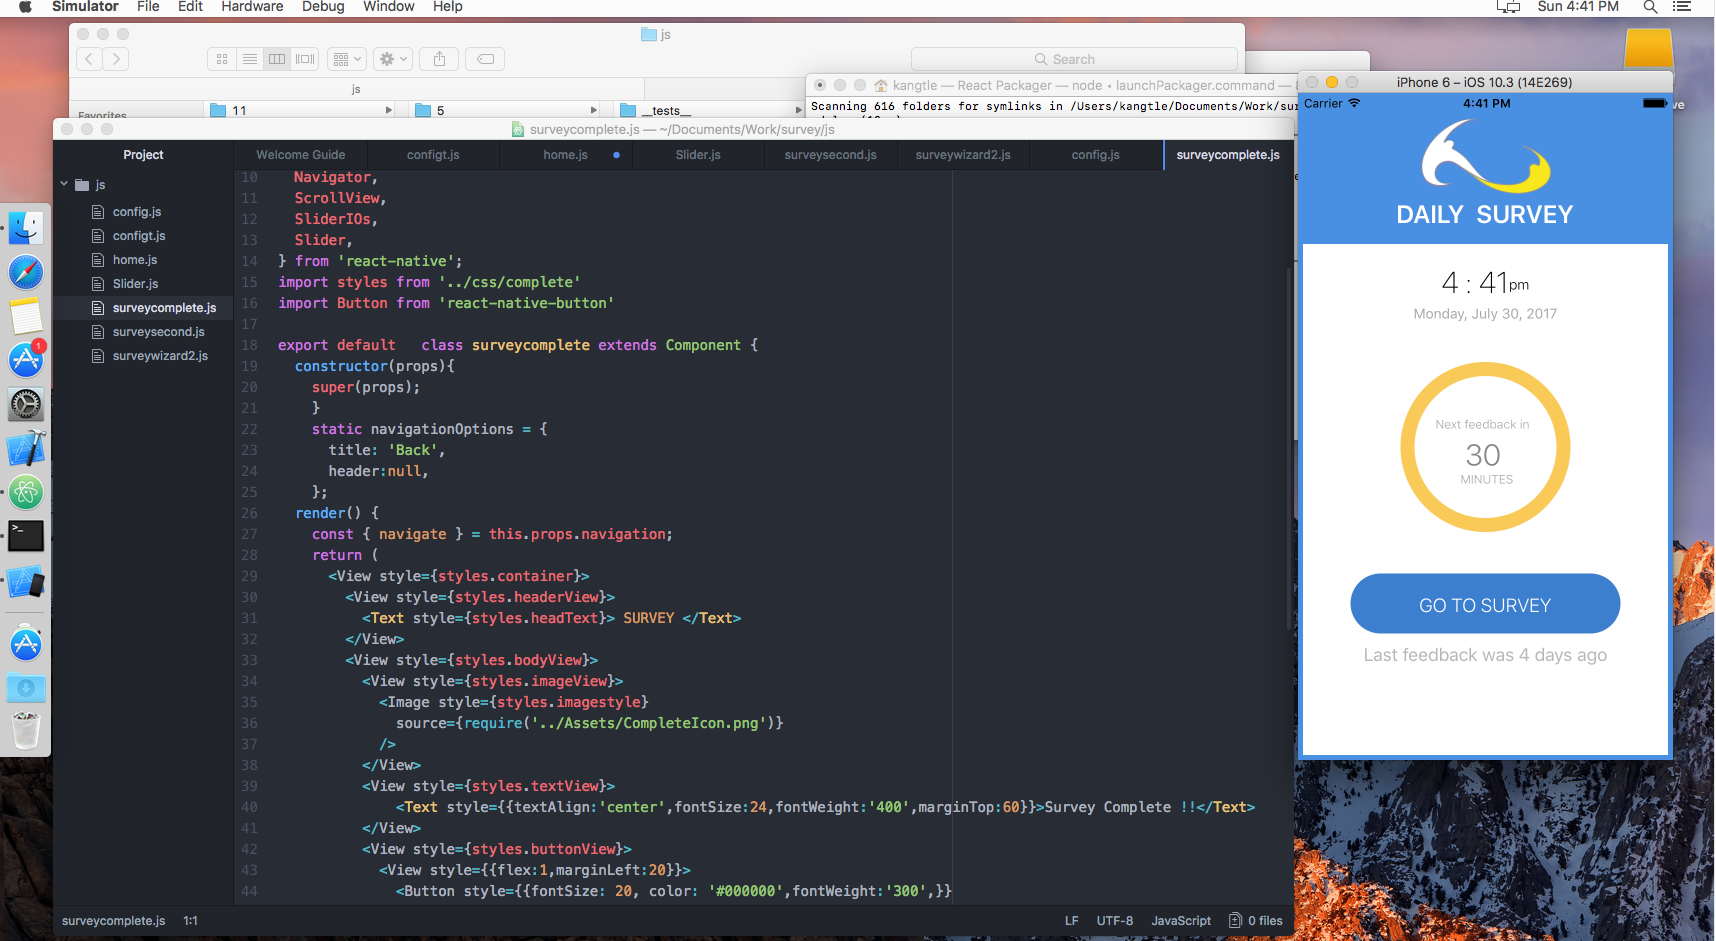 Simulator File Edit Hardware Debug Window Help
Sun 4:41 PM
js
Search
js
Favorites
11
5
__tests__
kangtle — React Packager — node • launchPackager.command —
Scanning 616 folders for symlinks in /Users/kangtle/Documents/Work/sur
surveycomplete.js — ~/Documents/Work/survey/js
Project
Welcome Guide
configt.js
home.js
Slider.js
surveysecond.js
surveywizard2.js
config.js
surveycomplete.js
js
config.js
configt.js
home.js
Slider.js
surveycomplete.js
surveysecond.js
surveywizard2.js
1
10 Navigator,
11 ScrollView,
12 SliderIOs,
13 Slider,
14 } from 'react-native';
15 import styles from '../css/complete'
16 import Button from 'react-native-button'
17
18 export default   class surveycomplete extends Component {
19 constructor(props){
20 super(props);
21 }
22 static navigationOptions = {
23 title: 'Back',
24 header:null,
25 };
26 render() {
27 const { navigate } = this.props.navigation;
28 return (
29 <View style={styles.container}>
30 <View style={styles.headerView}>
31 <Text style={styles.headText}> SURVEY </Text>
32 </View>
33 <View style={styles.bodyView}>
34 <View style={styles.imageView}>
35 <Image style={styles.imagestyle}
36 source={require('../Assets/CompleteIcon.png')}
37 />
38 </View>
39 <View style={styles.textView}>
40 <Text style={{textAlign:'center',fontSize:24,fontWeight:'400',marginTop:60}}>Survey Complete !!</Text>
41 </View>
42 <View style={styles.buttonView}>
43 <View style={{flex:1,marginLeft:20}}>
44 <Button style={{fontSize: 20, color: '#000000',fontWeight:'300',}}
surveycomplete.js 1:1
LF UTF-8 JavaScript 0 files
iPhone 6 – iOS 10.3 (14E269)
Carrier 4:41 PM
DAILY SURVEY
4 : 41pm
Monday, July 30, 2017
Next feedback in
30
MINUTES
GO TO SURVEY
Last feedback was 4 days ago